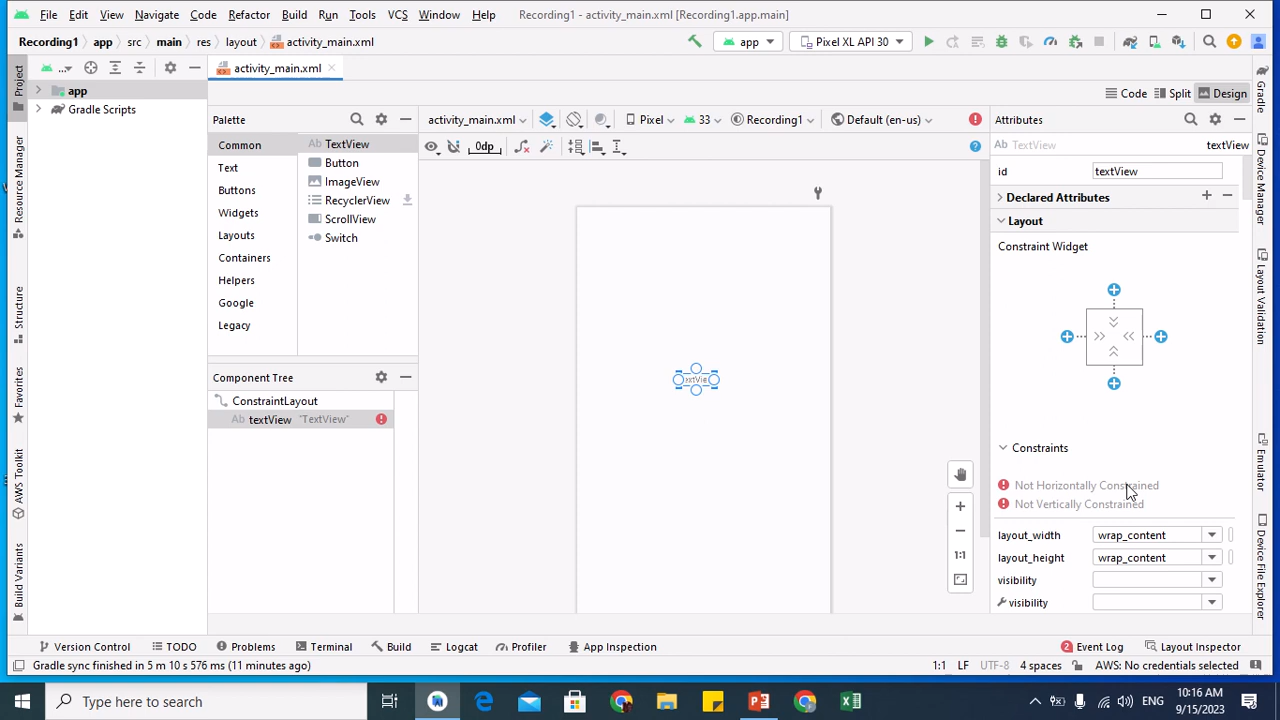 File Edit View Navigate Code Refactor Build Run Tools VCS Window Help Recording1 - activity_main.xml [Recording1.app.main]
Recording1 app src main res layout activity_main.xml app Pixel XL API 30
... activity_main.xml
Code Split Design
app
Gradle Scripts
Palette
Common
Text
Buttons
Widgets
Layouts
Containers
Helpers
Google
Legacy
Ab TextView
Button
ImageView
RecyclerView
ScrollView
Switch
Component Tree
ConstraintLayout
Ab textView "TextView"
activity_main.xml Pixel 33 Recording1 Default (en-us)
0dp
1:1
Attributes
Ab TextView textView
id textView
Declared Attributes
Layout
Constraint Widget
Constraints
Not Horizontally Constrained
Not Vertically Constrained
layout_width wrap_content
layout_height wrap_content
visibility
visibility
Project
Resource Manager
Structure
Favorites
AWS Toolkit
Build Variants
Gradle
Device Manager
Layout Validation
Emulator
Device File Explorer
Version Control TODO Problems Terminal Build Logcat Profiler App Inspection 2 Event Log Layout Inspector
Gradle sync finished in 5 m 10 s 576 ms (11 minutes ago) 1:1 LF UTF-8 4 spaces AWS: No credentials selected
Type here to search
ENG
10:16 AM
9/15/2023